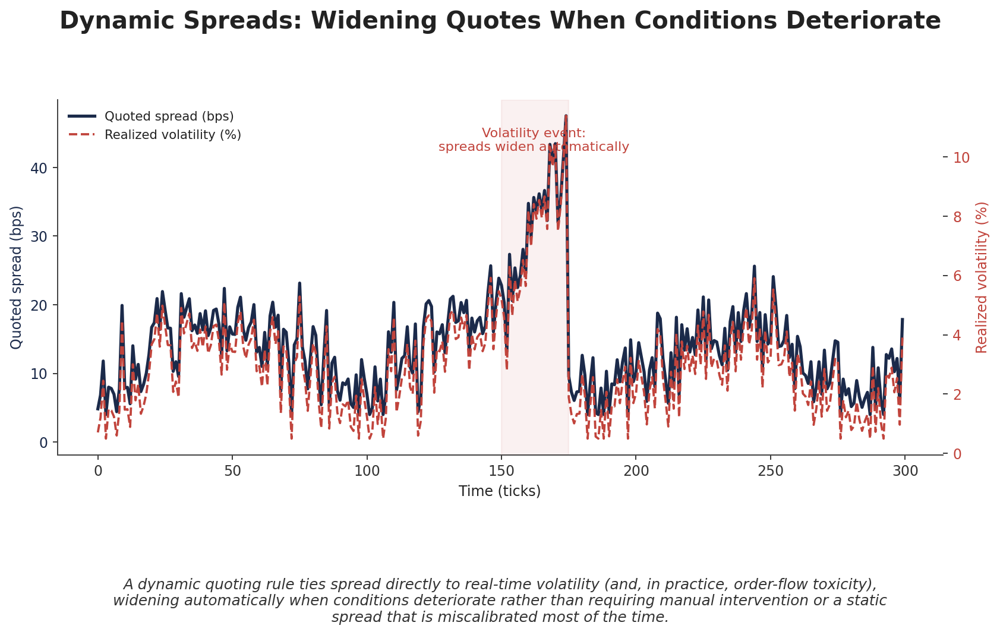 Dynamic Spreads: Widening Quotes When Conditions Deteriorate
Quoted spread (bps)
Realized volatility (%)
Volatility event:
spreads widen automatically
Quoted spread (bps)
40
30
20
10
0
10
8
6
4
2
0
Realized volatility (%)
0 50 100 150 200 250 300
Time (ticks)
A dynamic quoting rule ties spread directly to real-time volatility (and, in practice, order-flow toxicity),
widening automatically when conditions deteriorate rather than requiring manual intervention or a static
spread that is miscalibrated most of the time.